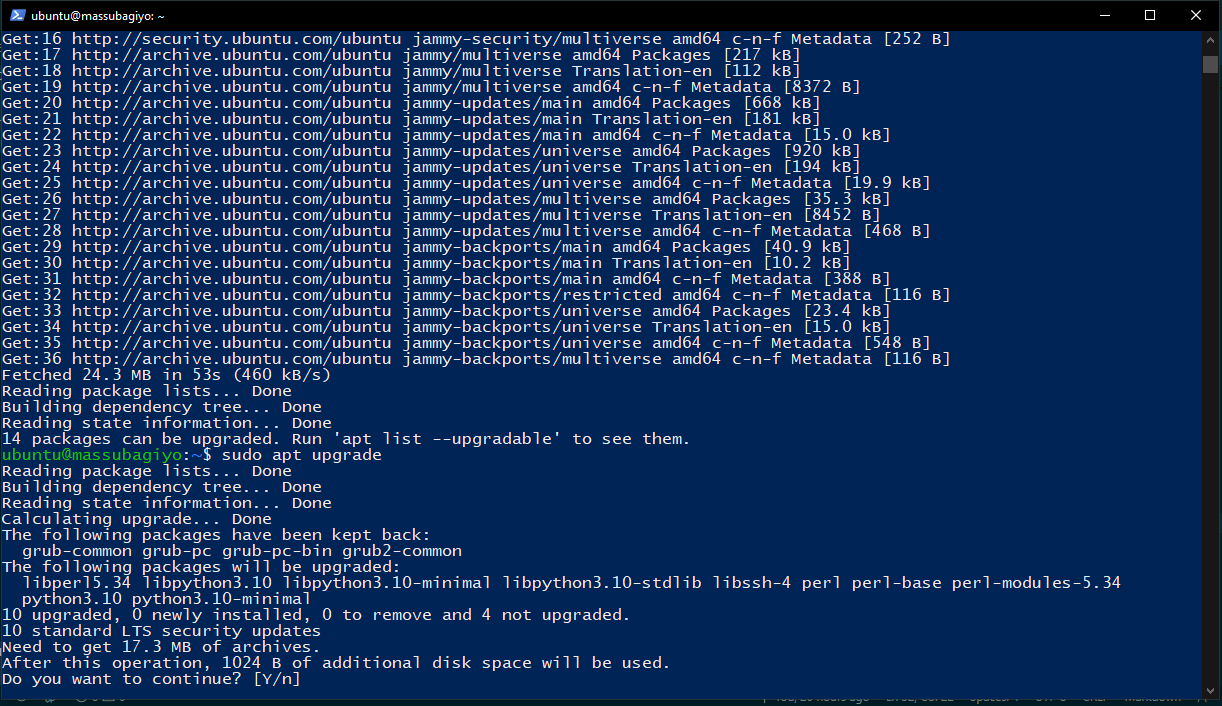 ubuntu@massubagiyo: ~
Get:16 http://security.ubuntu.com/ubuntu jammy-security/multiverse amd64 c-n-f Metadata [252 B]
Get:17 http://archive.ubuntu.com/ubuntu jammy/multiverse amd64 Packages [217 kB]
Get:18 http://archive.ubuntu.com/ubuntu jammy/multiverse Translation-en [112 kB]
Get:19 http://archive.ubuntu.com/ubuntu jammy/multiverse amd64 c-n-f Metadata [8372 B]
Get:20 http://archive.ubuntu.com/ubuntu jammy-updates/main amd64 Packages [668 kB]
Get:21 http://archive.ubuntu.com/ubuntu jammy-updates/main Translation-en [181 kB]
Get:22 http://archive.ubuntu.com/ubuntu jammy-updates/main amd64 c-n-f Metadata [15.0 kB]
Get:23 http://archive.ubuntu.com/ubuntu jammy-updates/universe amd64 Packages [920 kB]
Get:24 http://archive.ubuntu.com/ubuntu jammy-updates/universe Translation-en [194 kB]
Get:25 http://archive.ubuntu.com/ubuntu jammy-updates/universe amd64 c-n-f Metadata [19.9 kB]
Get:26 http://archive.ubuntu.com/ubuntu jammy-updates/multiverse amd64 Packages [35.3 kB]
Get:27 http://archive.ubuntu.com/ubuntu jammy-updates/multiverse Translation-en [8452 B]
Get:28 http://archive.ubuntu.com/ubuntu jammy-updates/multiverse amd64 c-n-f Metadata [468 B]
Get:29 http://archive.ubuntu.com/ubuntu jammy-backports/main amd64 Packages [40.9 kB]
Get:30 http://archive.ubuntu.com/ubuntu jammy-backports/main Translation-en [10.2 kB]
Get:31 http://archive.ubuntu.com/ubuntu jammy-backports/main amd64 c-n-f Metadata [388 B]
Get:32 http://archive.ubuntu.com/ubuntu jammy-backports/restricted amd64 c-n-f Metadata [116 B]
Get:33 http://archive.ubuntu.com/ubuntu jammy-backports/universe amd64 Packages [23.4 kB]
Get:34 http://archive.ubuntu.com/ubuntu jammy-backports/universe Translation-en [15.0 kB]
Get:35 http://archive.ubuntu.com/ubuntu jammy-backports/universe amd64 c-n-f Metadata [548 B]
Get:36 http://archive.ubuntu.com/ubuntu jammy-backports/multiverse amd64 c-n-f Metadata [116 B]
Fetched 24.3 MB in 53s (460 kB/s)
Reading package lists... Done
Building dependency tree... Done
Reading state information... Done
14 packages can be upgraded. Run 'apt list --upgradable' to see them.
ubuntu@massubagiyo:~$ sudo apt upgrade
Reading package lists... Done
Building dependency tree... Done
Reading state information... Done
Calculating upgrade... Done
The following packages have been kept back:
  grub-common grub-pc grub-pc-bin grub2-common
The following packages will be upgraded:
  libperl5.34 libpython3.10 libpython3.10-minimal libpython3.10-stdlib libssh-4 perl perl-base perl-modules-5.34
  python3.10 python3.10-minimal
10 upgraded, 0 newly installed, 0 to remove and 4 not upgraded.
10 standard LTS security updates
Need to get 17.3 MB of archives.
After this operation, 1024 B of additional disk space will be used.
Do you want to continue? [Y/n]